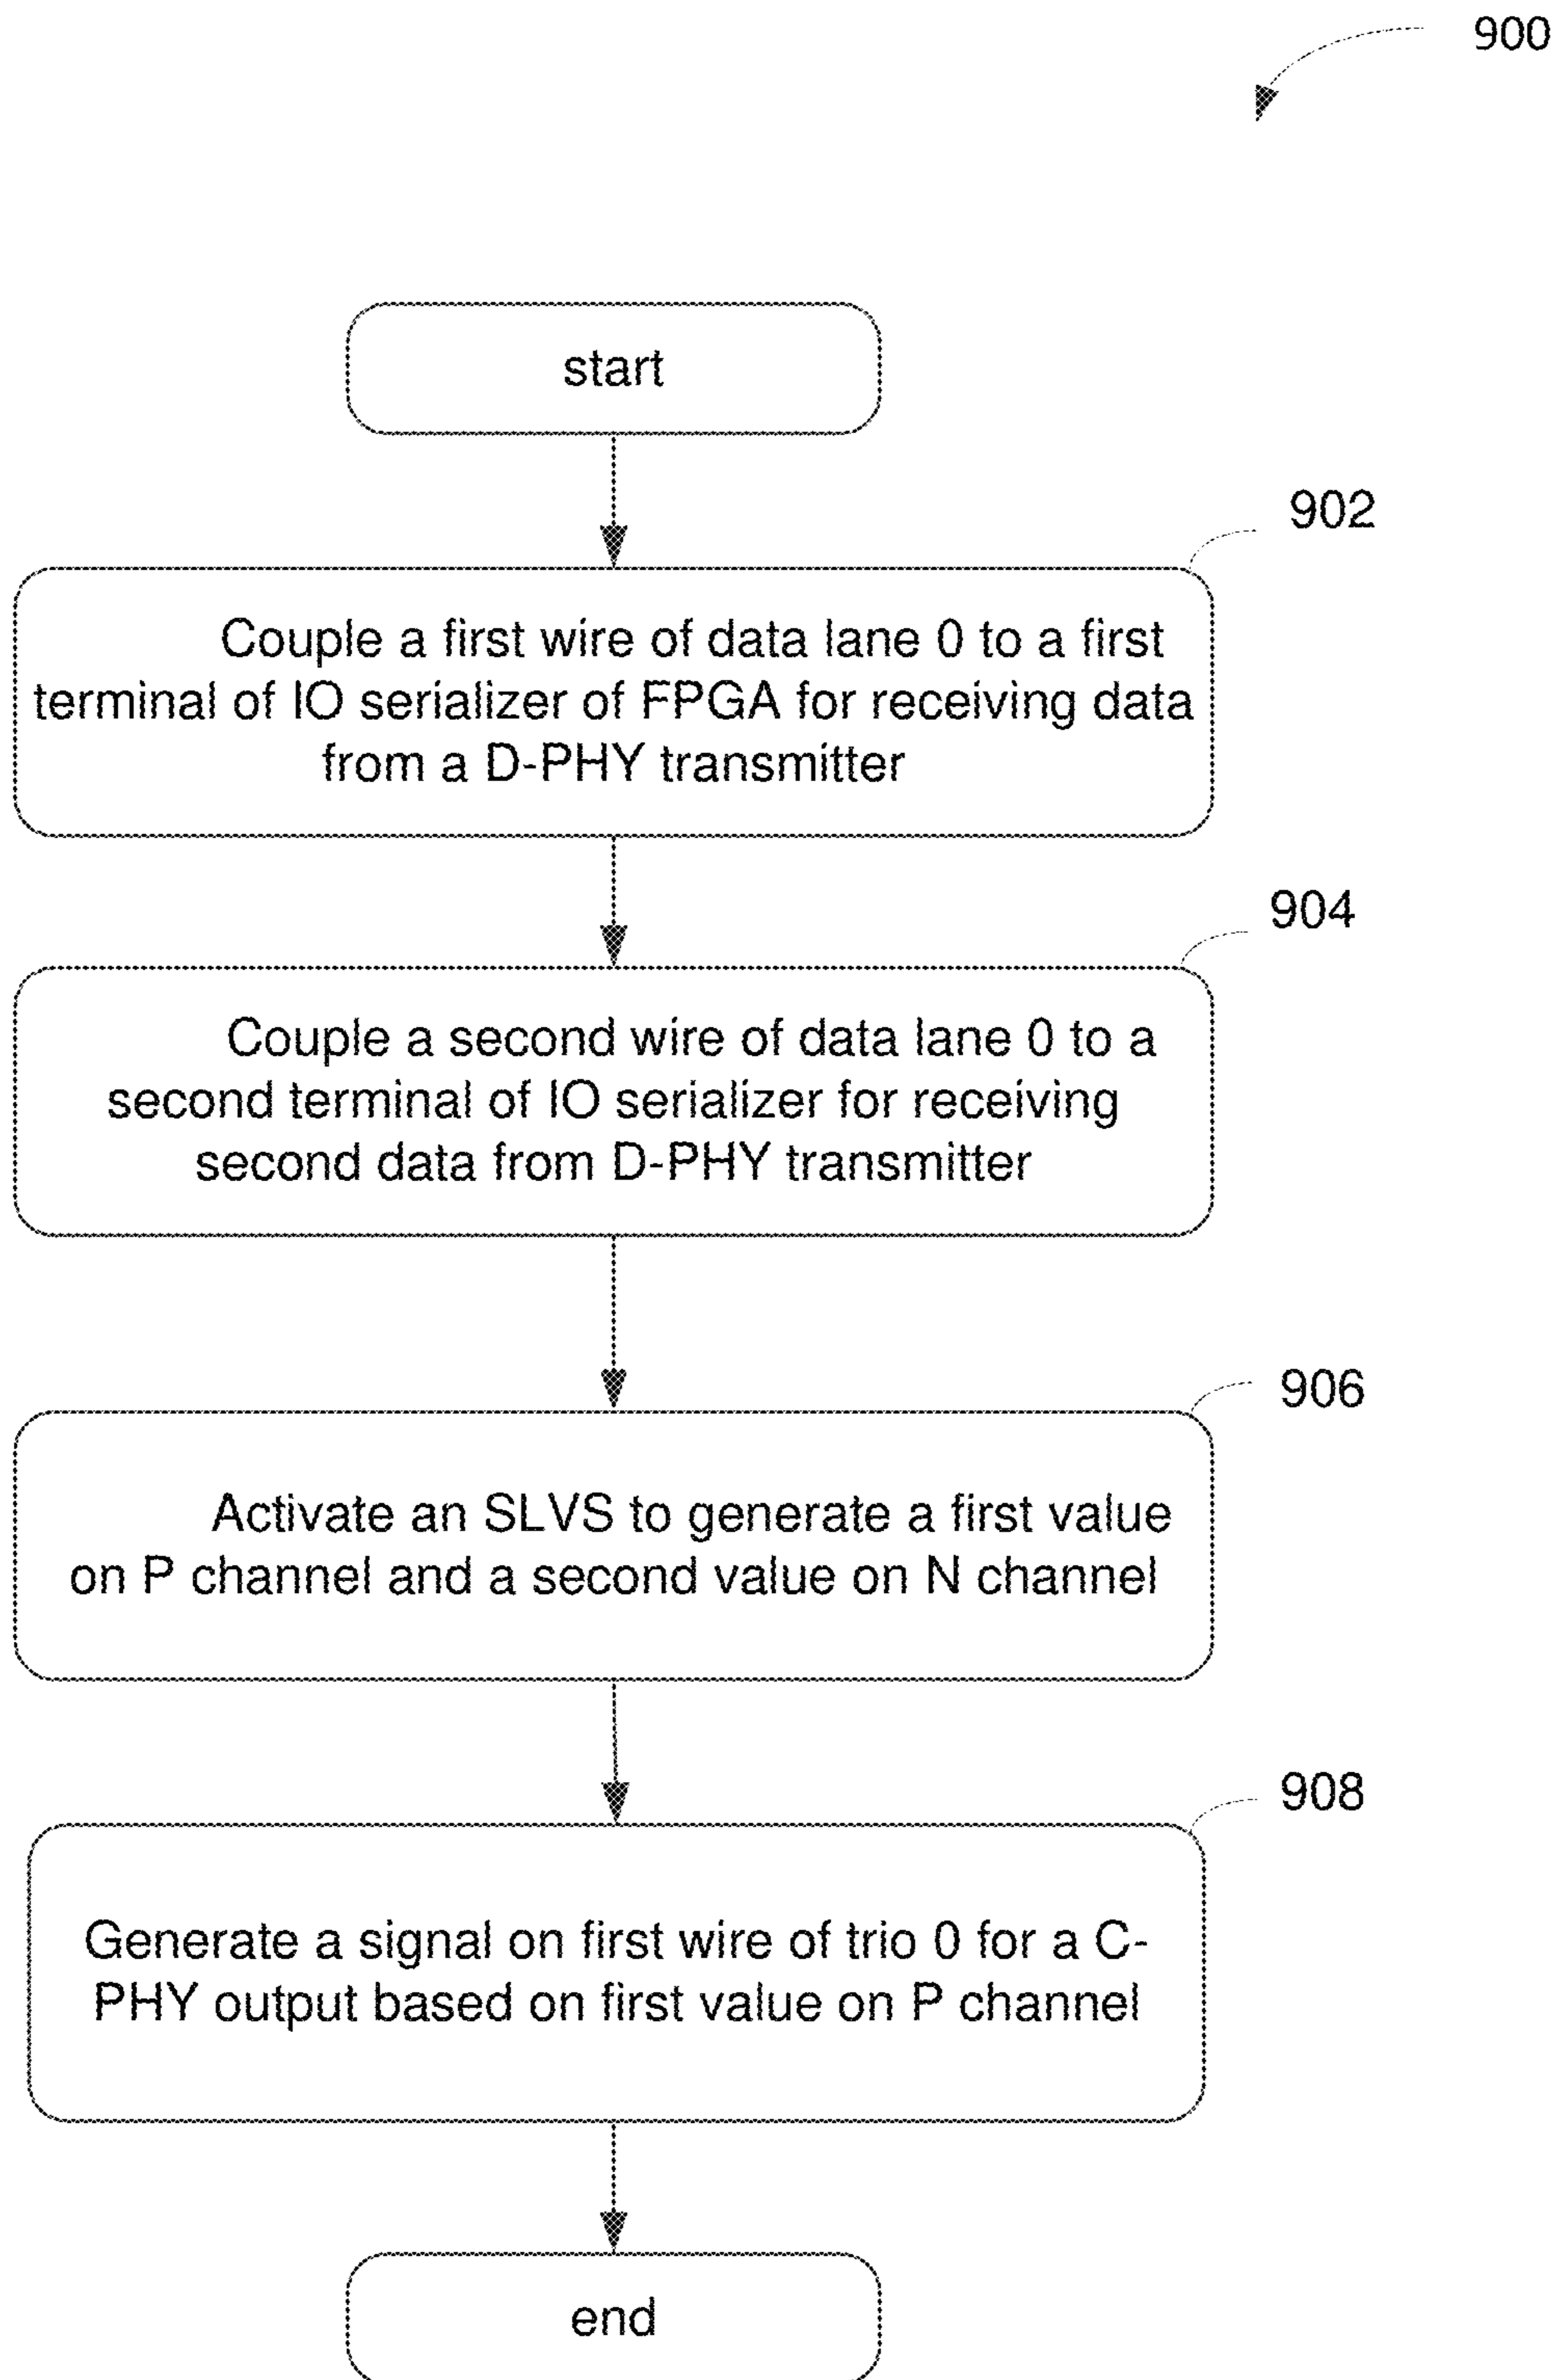 900
start
902
Couple a first wire of data lane 0 to a first
terminal of IO serializer of FPGA for receiving data
from a D-PHY transmitter
904
Couple a second wire of data lane 0 to a
second terminal of IO serializer for receiving
second data from D-PHY transmitter
906
Activate an SLVS to generate a first value
on P channel and a second value on N channel
908
Generate a signal on first wire of trio 0 for a C-
PHY output based on first value on P channel
end